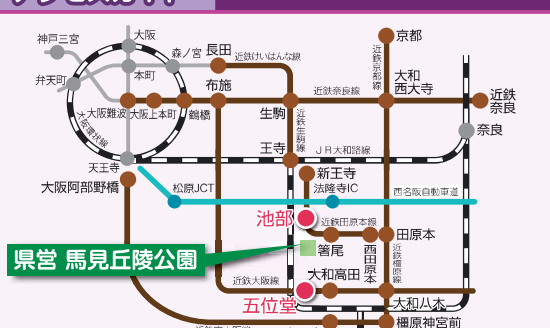 大阪
神戸三宮
森ノ宮
長田
近鉄けいはんな線
京都
近鉄京都線
本町
弁天町
布施
大和西大寺
近鉄奈良線
近鉄奈良
大阪難波
大阪上本町
鶴橋
生駒
近鉄生駒線
大阪環状線
奈良
王寺
JR大和路線
天王寺
新王寺
大阪阿部野橋
松原JCT
法隆寺IC
西名阪自動車道
池部
近鉄田原本線
箸尾
西田原本
田原本
近鉄橿原線
県営 馬見丘陵公園
大和高田
近鉄大阪線
五位堂
大和八木
橿原神宮前